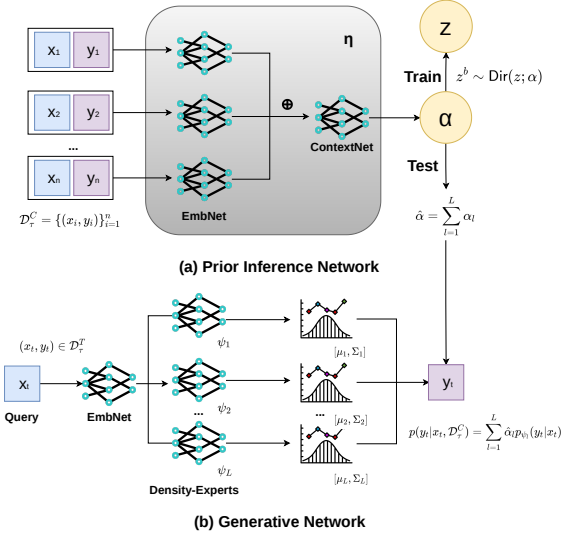 x₁ y₁
η
z
Train
z^b ∼ Dir(z; α)
x₂ y₂
⊕
α
ContextNet
...
Test
xₙ yₙ
EmbNet
D_τ^C = {(x_i, y_i)}_{i=1}^n
α̂ = ∑_{l=1}^{L} α_l
(a) Prior Inference Network
(x_t, y_t) ∈ D_τ^T
ψ₁
[μ₁, Σ₁]
x_t
y_t
Query
EmbNet
ψ₂
[μ₂, Σ₂]
...
...
p(y_t|x_t, D_τ^C) = ∑_{l=1}^{L} α̂_l p_{ψ_l}(y_t|x_t)
ψ_L
[μ_L, Σ_L]
Density-Experts
(b) Generative Network